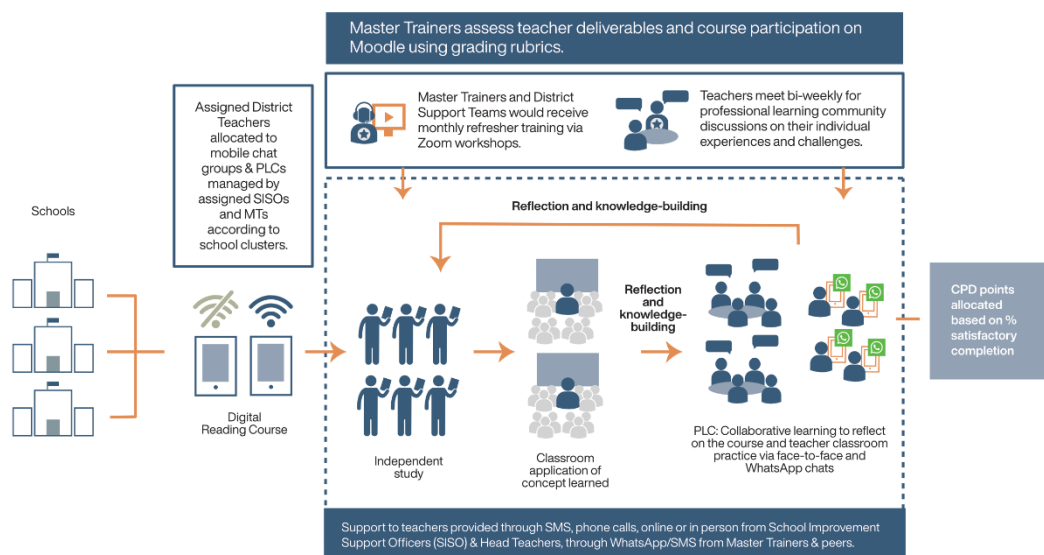 Master Trainers assess teacher deliverables and course participation on
Moodle using grading rubrics.
Assigned District
Teachers
allocated to
mobile chat
groups & PLCs
managed by
assigned SISOs
and MTs
according to
school clusters.
Master Trainers and District
Support Teams would receive
monthly refresher training via
Zoom workshops.
Teachers meet bi-weekly for
professional learning community
discussions on their individual
experiences and challenges.
Schools
Reflection and knowledge-building
Reflection
and
knowledge-
building
CPD points
allocated
based on %
satisfactory
completion
Digital
Reading Course
Independent
study
Classroom
application of
concept learned
PLC: Collaborative learning to reflect
on the course and teacher classroom
practice via face-to-face and
WhatsApp chats
Support to teachers provided through SMS, phone calls, online or in person from School Improvement
Support Officers (SISO) & Head Teachers, through WhatsApp/SMS from Master Trainers & peers.